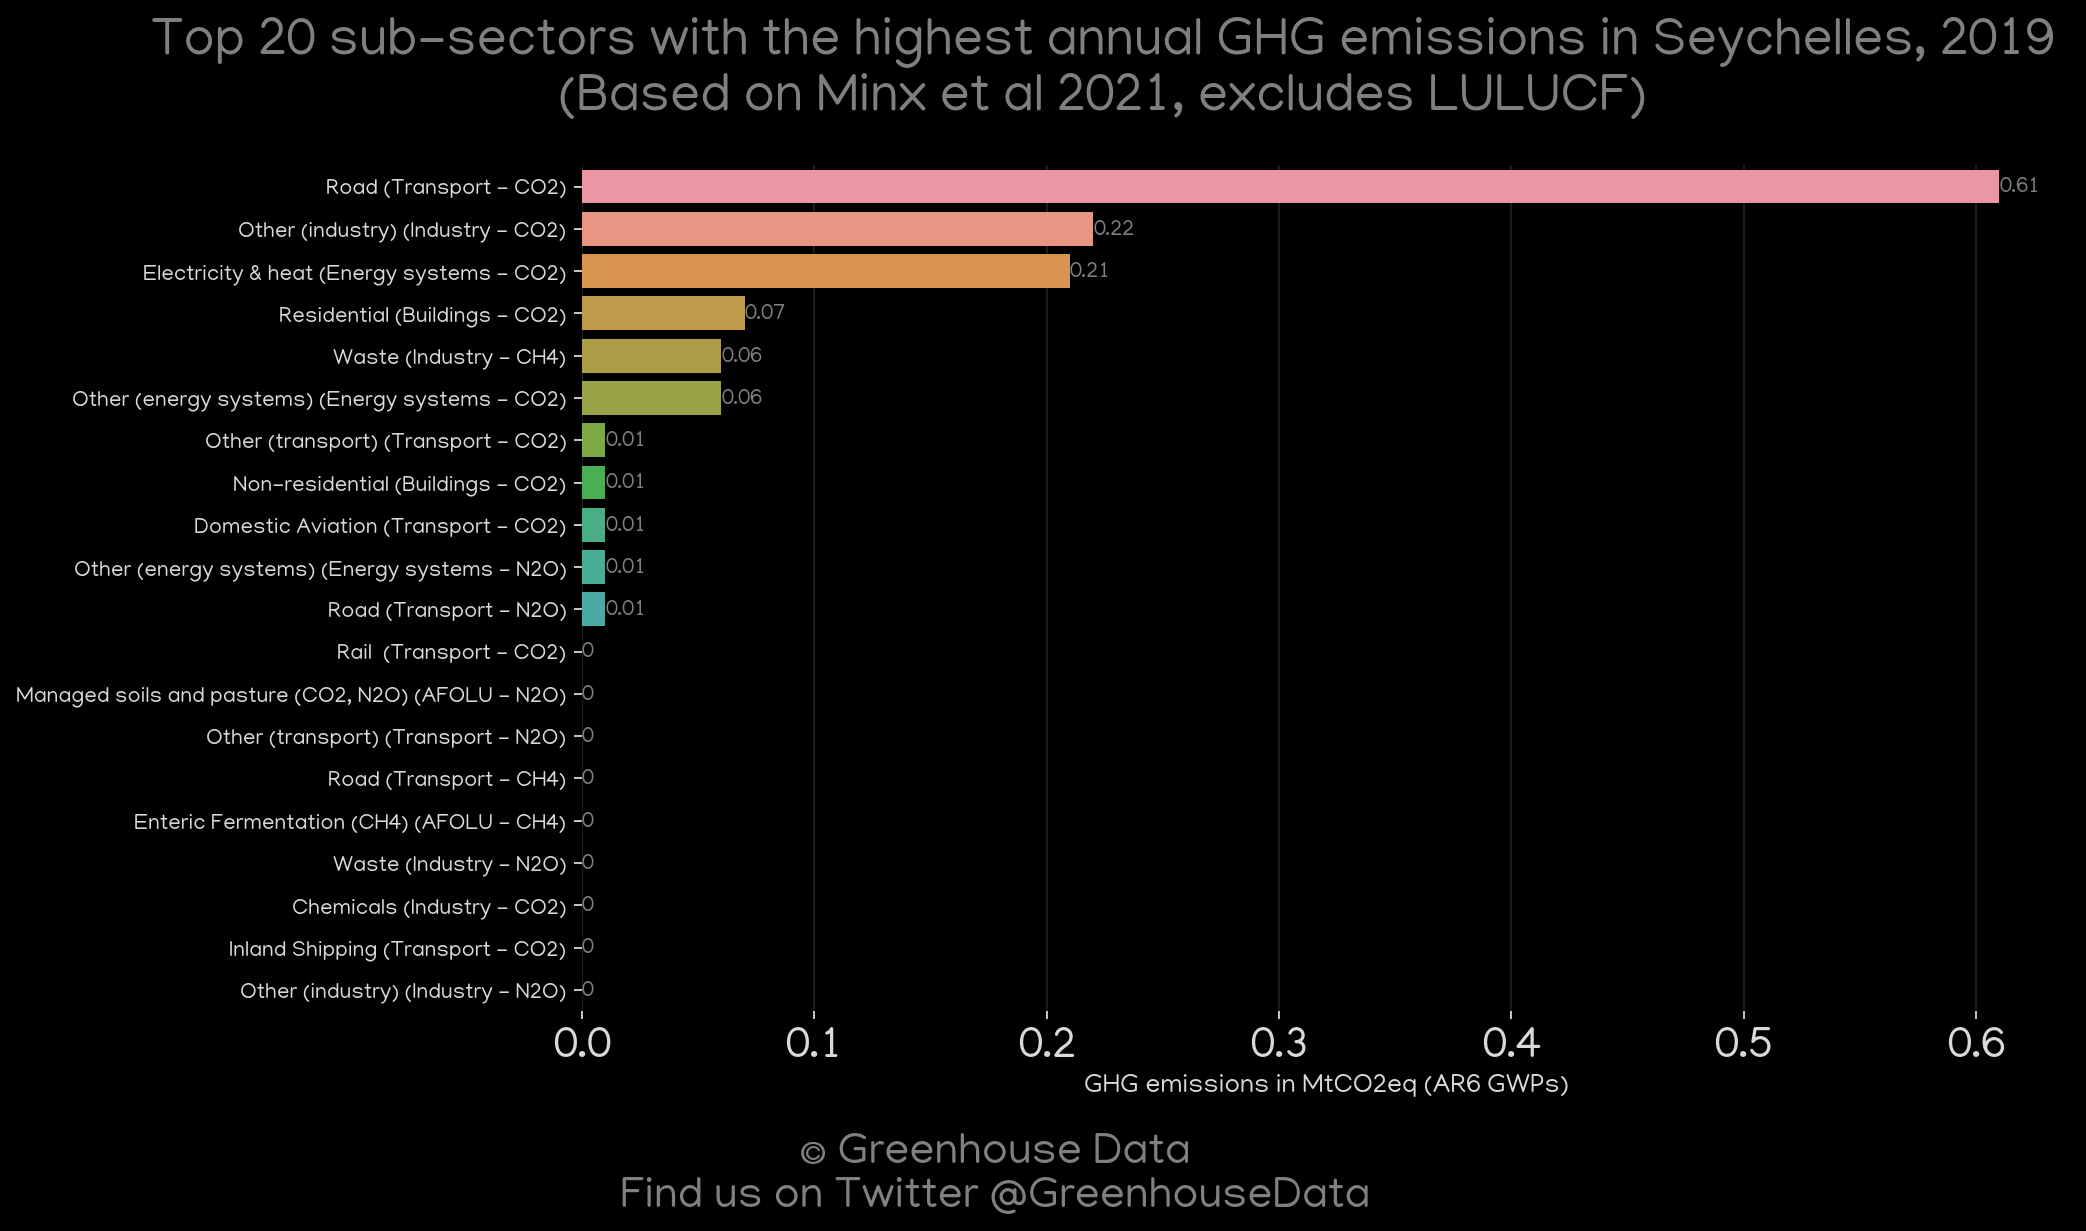 Top 20 sub-sectors with the highest annual GHG emissions in Seychelles, 2019
(Based on Minx et al 2021, excludes LULUCF)
Road (Transport - CO2) 0.61
Other (industry) (Industry - CO2) 0.22
Electricity & heat (Energy systems - CO2) 0.21
Residential (Buildings - CO2) 0.07
Waste (Industry - CH4) 0.06
Other (energy systems) (Energy systems - CO2) 0.06
Other (transport) (Transport - CO2) 0.01
Non-residential (Buildings - CO2) 0.01
Domestic Aviation (Transport - CO2) 0.01
Other (energy systems) (Energy systems - N2O) 0.01
Road (Transport - N2O) 0.01
Rail  (Transport - CO2) 0
Managed soils and pasture (CO2, N2O) (AFOLU - N2O) 0
Other (transport) (Transport - N2O) 0
Road (Transport - CH4) 0
Enteric Fermentation (CH4) (AFOLU - CH4) 0
Waste (Industry - N2O) 0
Chemicals (Industry - CO2) 0
Inland Shipping (Transport - CO2) 0
Other (industry) (Industry - N2O) 0
0.0 0.1 0.2 0.3 0.4 0.5 0.6
GHG emissions in MtCO2eq (AR6 GWPs)
© Greenhouse Data
Find us on Twitter @GreenhouseData